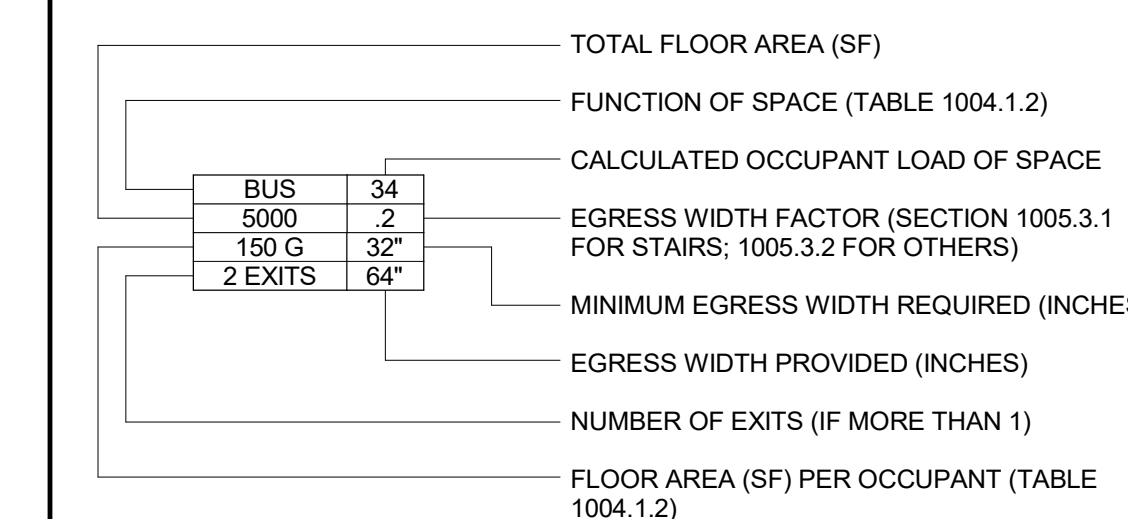 TOTAL FLOOR AREA (SF)
FUNCTION OF SPACE (TABLE 1004.1.2)
CALCULATED OCCUPANT LOAD OF SPACE
BUS 34
5000 .2
150 G 32"
2 EXITS 64"
EGRESS WIDTH FACTOR (SECTION 1005.3.1
FOR STAIRS; 1005.3.2 FOR OTHERS)
MINIMUM EGRESS WIDTH REQUIRED
EGRESS WIDTH PROVIDED (INCHES)
NUMBER OF EXITS (IF MORE THAN 1)
FLOOR AREA (SF) PER OCCUPANT (TABLE
1004.1.2)